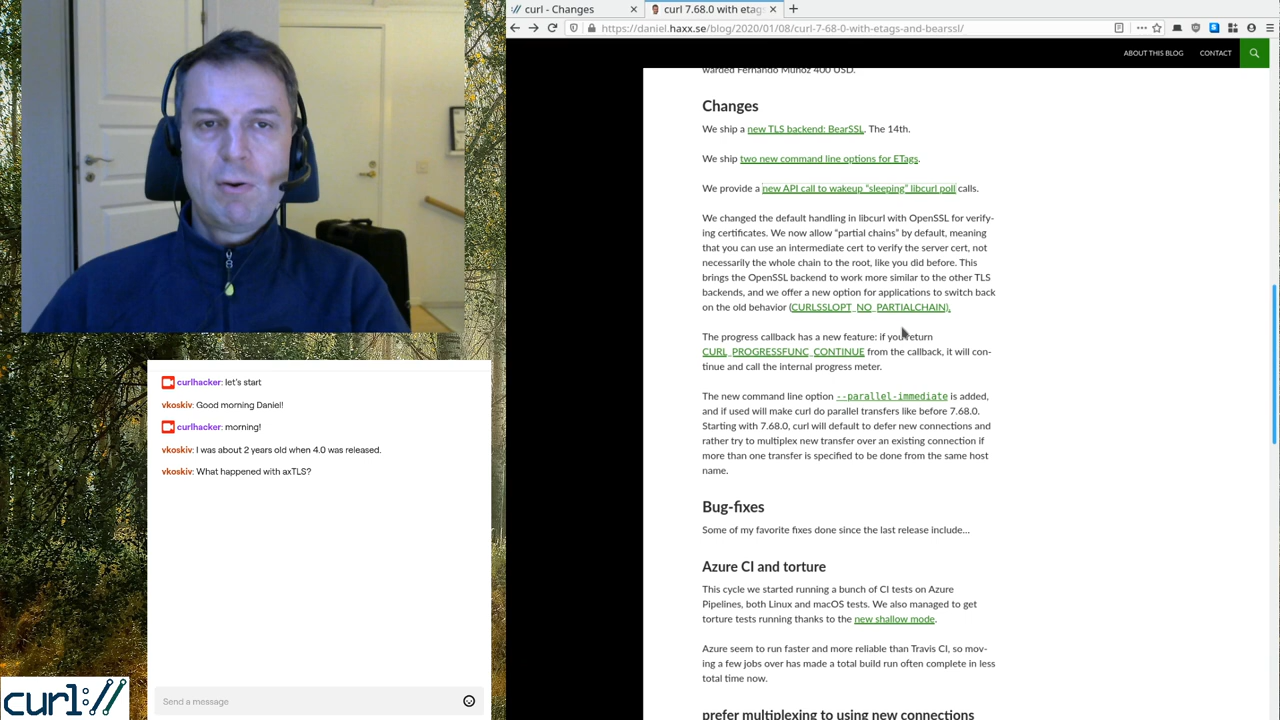 curl - Changes
curl 7.68.0 with etags
https://daniel.haxx.se/blog/2020/01/08/curl-7-68-0-with-etags-and-bearssl/
ABOUT THIS BLOG
CONTACT
warded Fernando Muñoz 400 USD.
Changes
We ship a new TLS backend: BearSSL. The 14th.
We ship two new command line options for ETags.
We provide a new API call to wakeup “sleeping” libcurl poll calls.
We changed the default handling in libcurl with OpenSSL for verify-
ing certificates. We now allow “partial chains” by default, meaning
that you can use an intermediate cert to verify the server cert, not
necessarily the whole chain to the root, like you did before. This
brings the OpenSSL backend to work more similar to the other TLS
backends, and we offer a new option for applications to switch back
on the old behavior (CURLSSLOPT_NO_PARTIALCHAIN).
The progress callback has a new feature: if you return
CURL_PROGRESSFUNC_CONTINUE from the callback, it will con-
tinue and call the internal progress meter.
The new command line option --parallel-immediate is added,
and if used will make curl do parallel transfers like before 7.68.0.
Starting with 7.68.0, curl will default to defer new connections and
rather try to multiplex new transfer over an existing connection if
more than one transfer is specified to be done from the same host
name.
Bug-fixes
Some of my favorite fixes done since the last release include…
Azure CI and torture
This cycle we started running a bunch of CI tests on Azure
Pipelines, both Linux and macOS tests. We also managed to get
torture tests running thanks to the new shallow mode.
Azure seem to run faster and more reliable than Travis CI, so mov-
ing a few jobs over has made a total build run often complete in less
total time now.
prefer multiplexing to using new connections
curlhacker: let's start
vkoskiv: Good morning Daniel!
curlhacker: morning!
vkoskiv: I was about 2 years old when 4.0 was released.
vkoskiv: What happened with axTLS?
Send a message
curl://